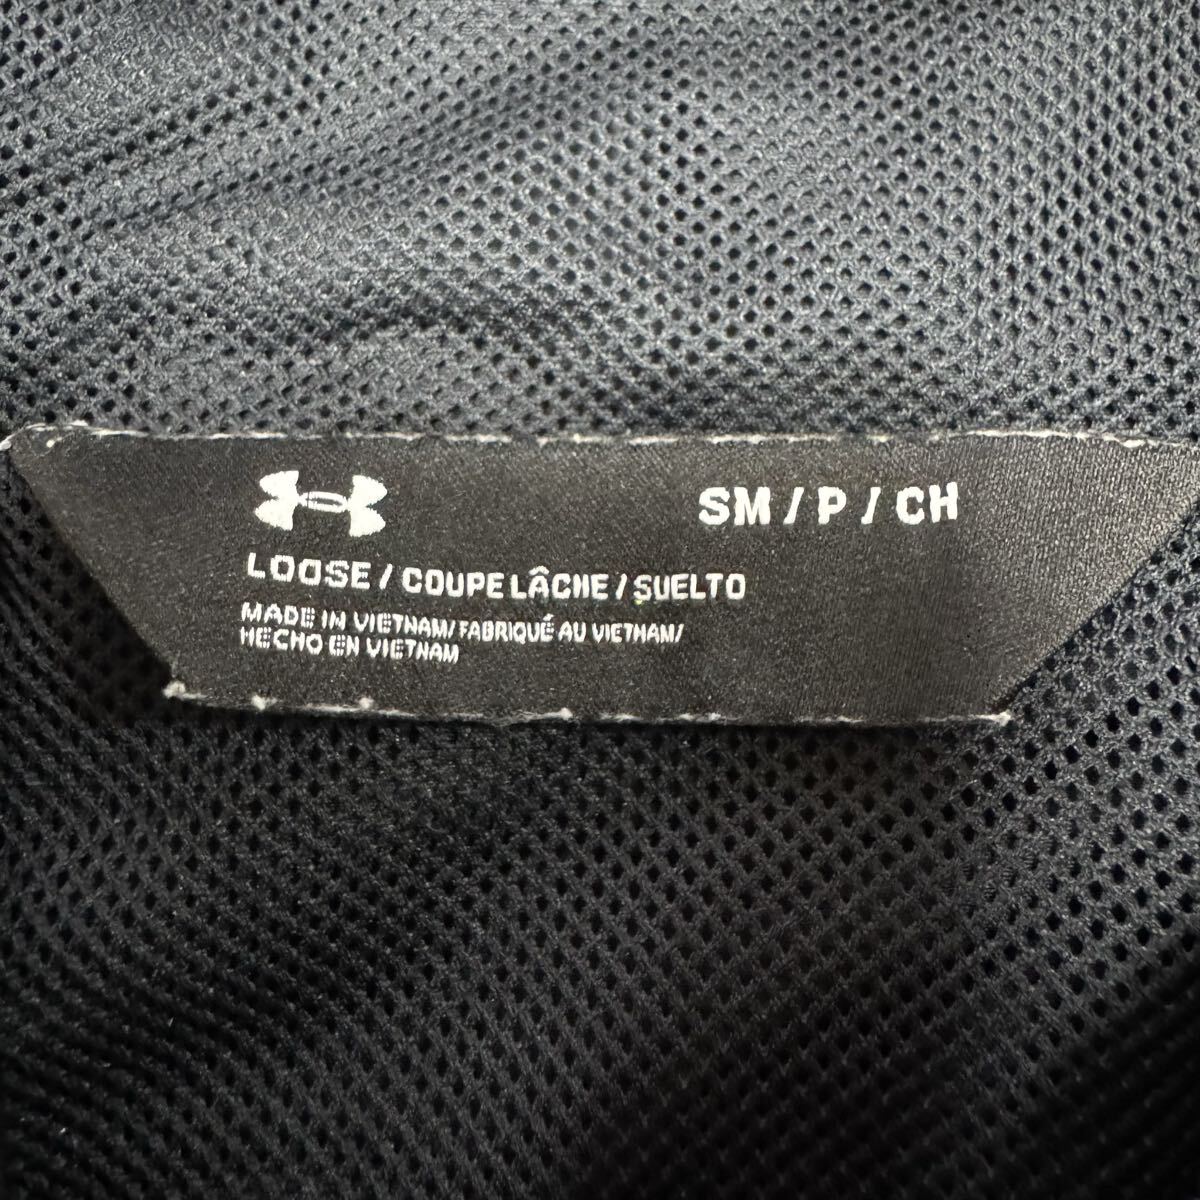 SM / P / CH
LOOSE / COUPE LÂCHE / SUELTO
MADE IN VIETNAM/FABRIQUÉ AU VIETNAM/
HECHO EN VIETNAM